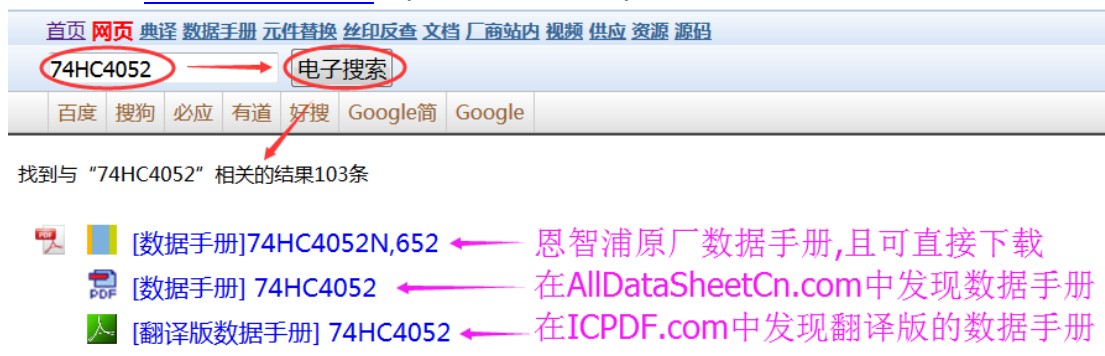 首页 网页 典译 数据手册 元件替换 丝印反查 文档 厂商站内 视频 供应 资源 源码
74HC4052 电子搜索
百度 搜狗 必应 有道 好搜 Google简 Google
找到与“74HC4052”相关的结果103条
[数据手册]74HC4052N,652 恩智浦原厂数据手册,且可直接下载
PDF [数据手册] 74HC4052 在AllDataSheetCn.com中发现数据手册
[翻译版数据手册] 74HC4052 在ICPDF.com中发现翻译版的数据手册